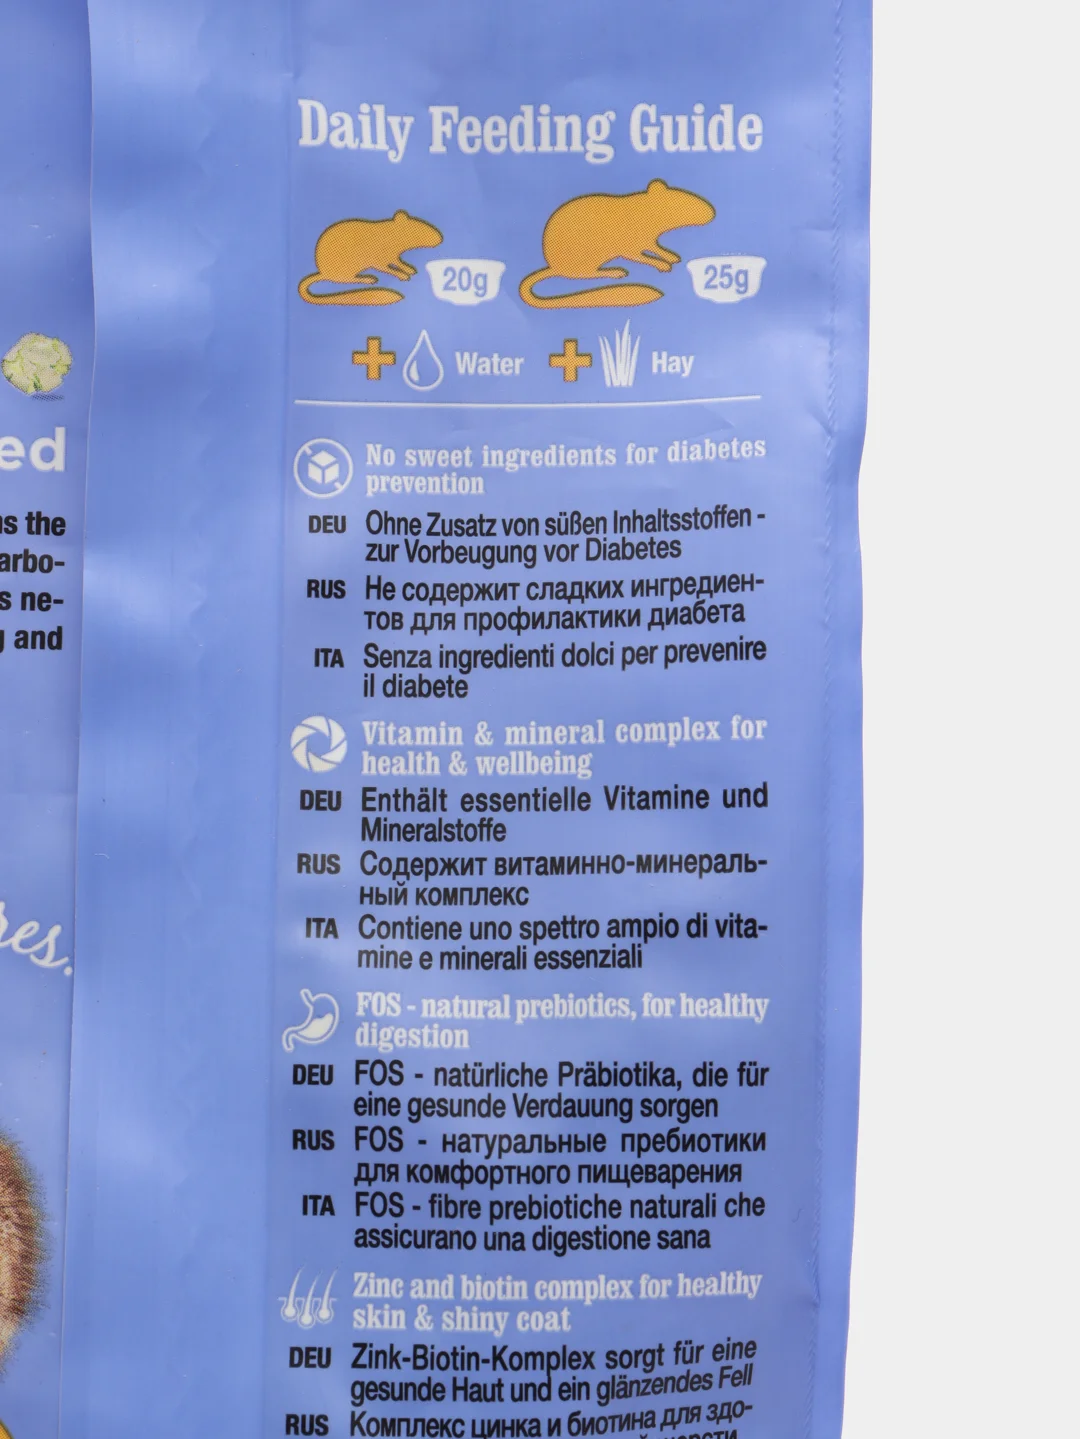 ed
s the
arbo-
s ne-
g and
res.
Daily Feeding Guide
20g
25g
Water
Hay
No sweet ingredients for diabetes
prevention
DEU Ohne Zusatz von süßen Inhaltsstoffen -
zur Vorbeugung vor Diabetes
RUS Не содержит сладких ингредиен-
тов для профилактики диабета
ITA Senza ingredienti dolci per prevenire
il diabete
Vitamin & mineral complex for
health & wellbeing
DEU Enthält essentielle Vitamine und
Mineralstoffe
RUS Содержит витаминно-минераль-
ный комплекс
ITA Contiene uno spettro ampio di vita-
mine e minerali essenziali
FOS - natural prebiotics, for healthy
digestion
DEU FOS - natürliche Präbiotika, die für
eine gesunde Verdauung sorgen
RUS FOS - натуральные пребиотики
для комфортного пищеварения
ITA FOS - fibre prebiotiche naturali che
assicurano una digestione sana
Zinc and biotin complex for healthy
skin & shiny coat
DEU Zink-Biotin-Komplex sorgt für eine
gesunde Haut und ein glänzendes Fell
RUS Комплекс цинка и биотина для здо-